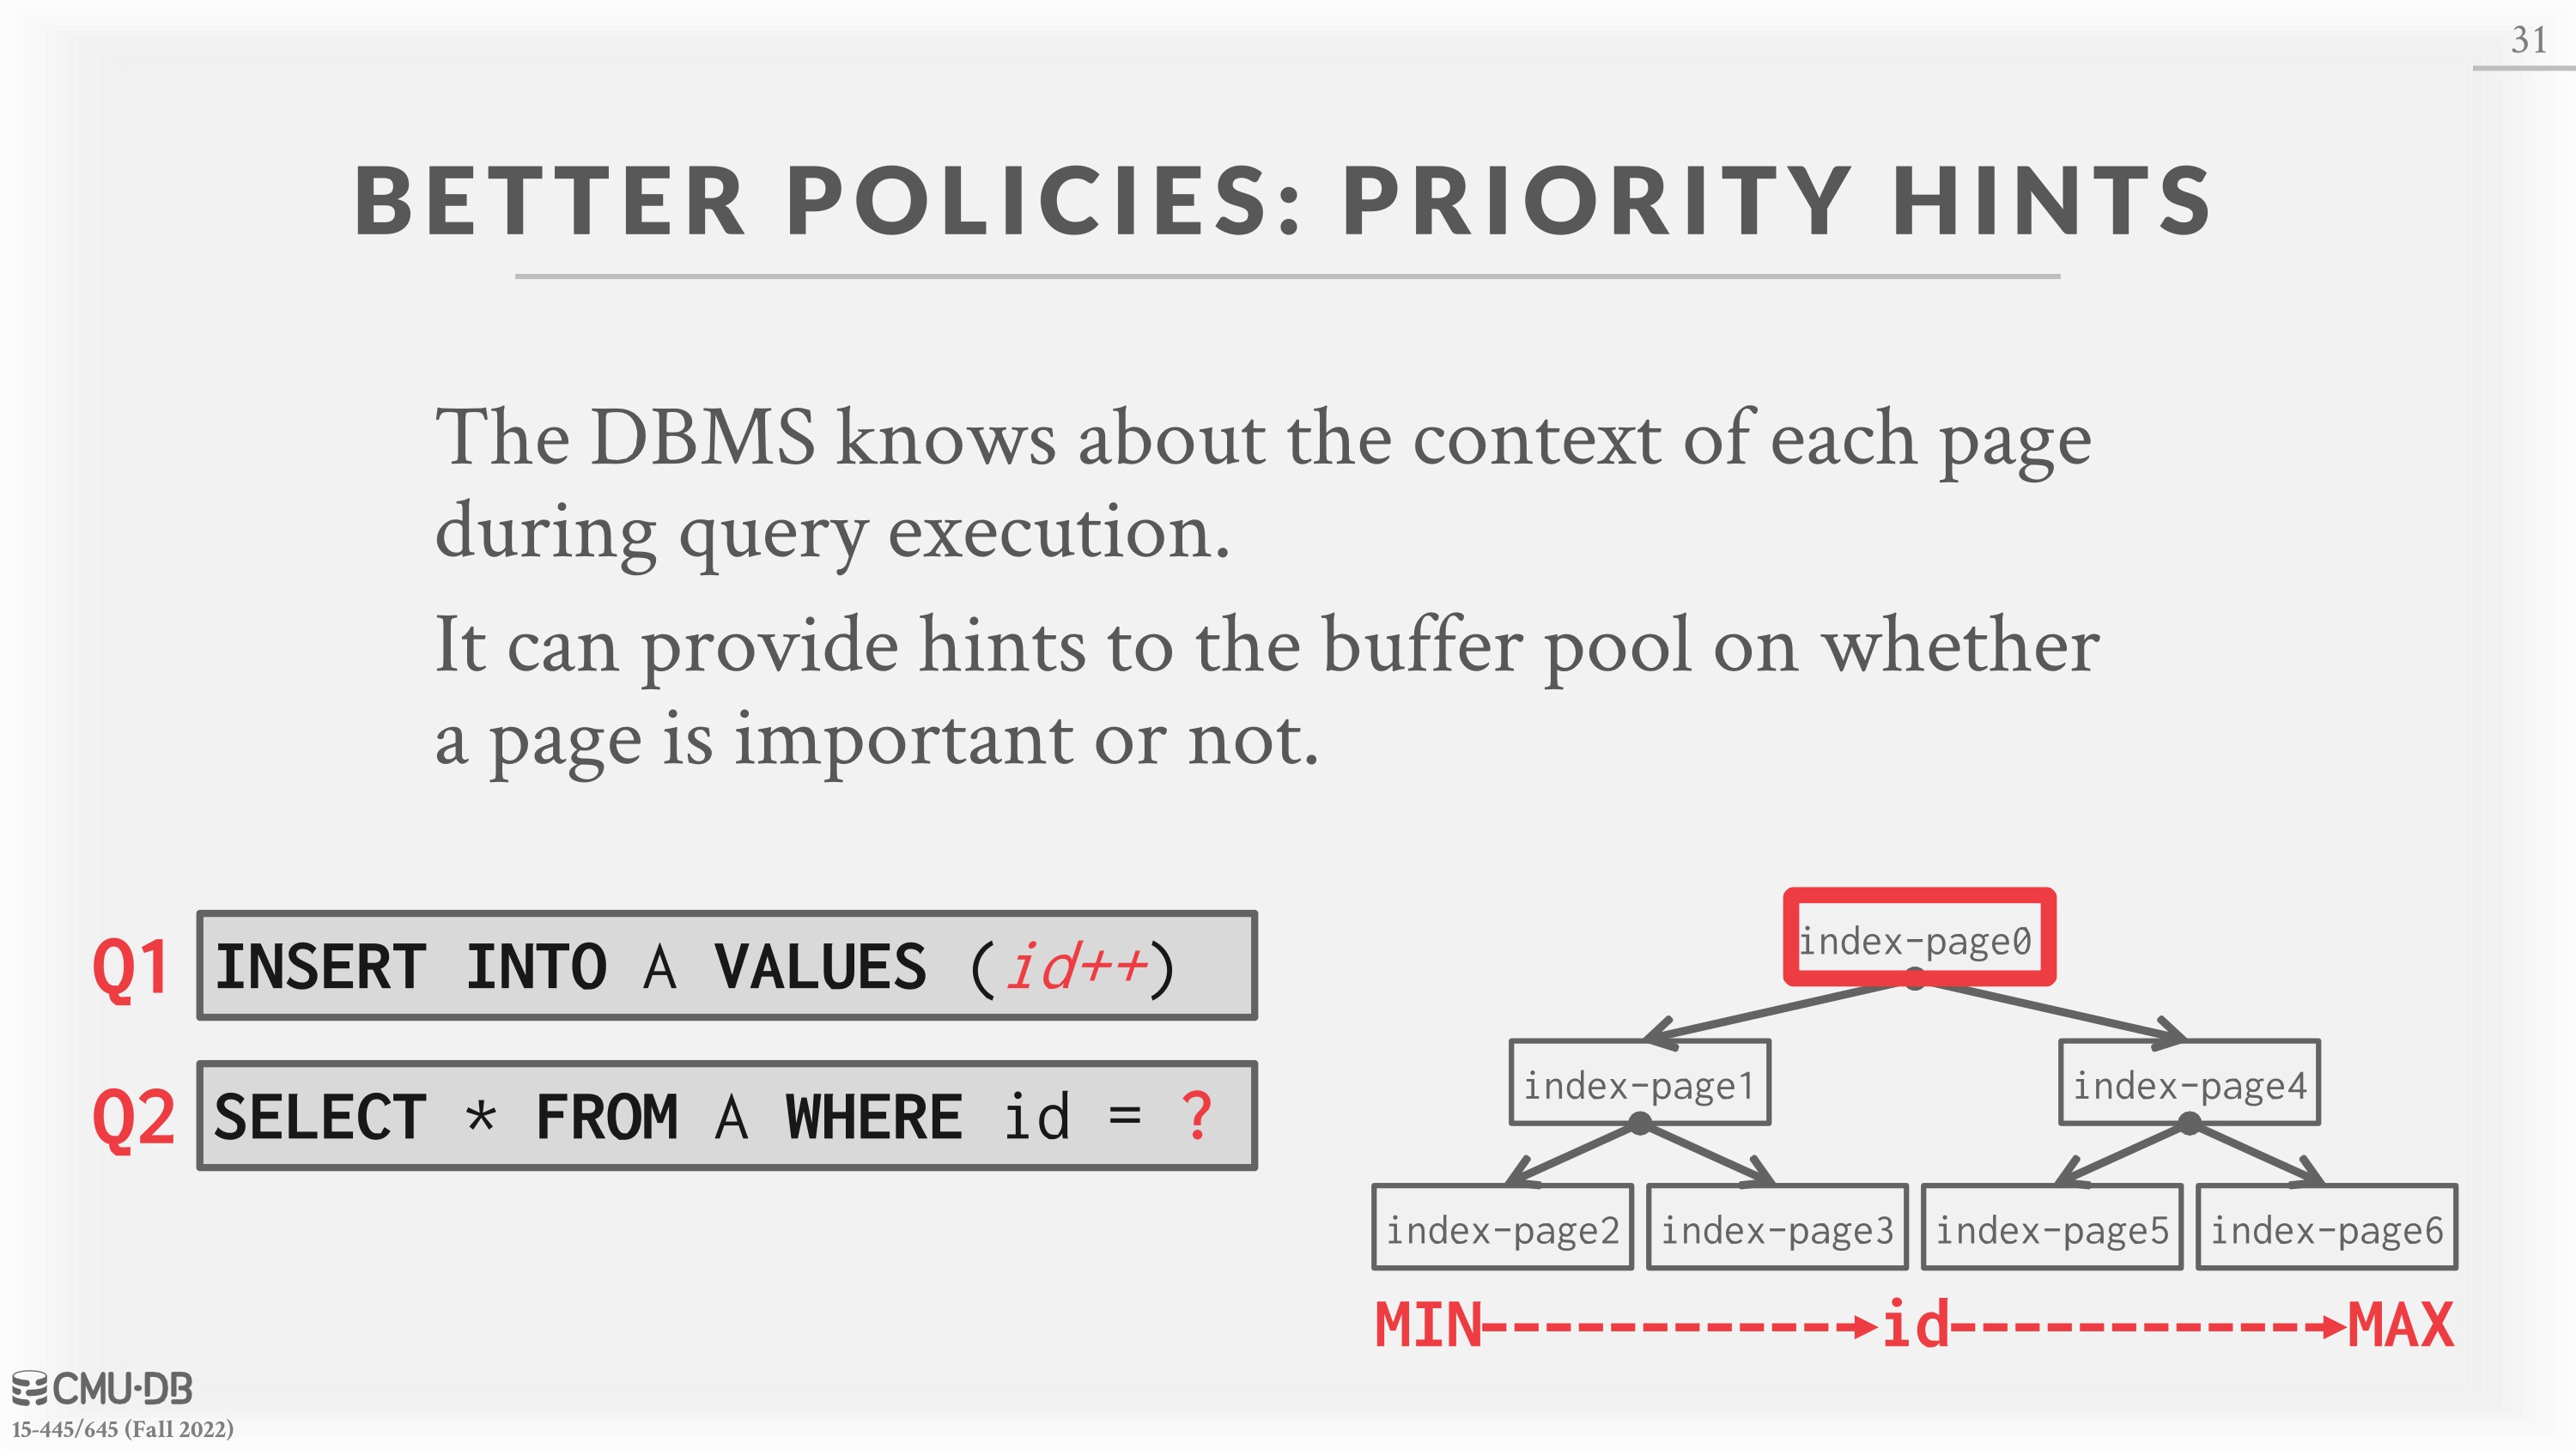 31
BETTER POLICIES: PRIORITY HINTS
The DBMS knows about the context of each page
during query execution.
It can provide hints to the buffer pool on whether
a page is important or not.
Q1 INSERT INTO A VALUES (id++)
Q2 SELECT * FROM A WHERE id = ?
index-page0
index-page1 index-page4
index-page2 index-page3 index-page5 index-page6
MIN id MAX
CMU·DB
15-445/645 (Fall 2022)